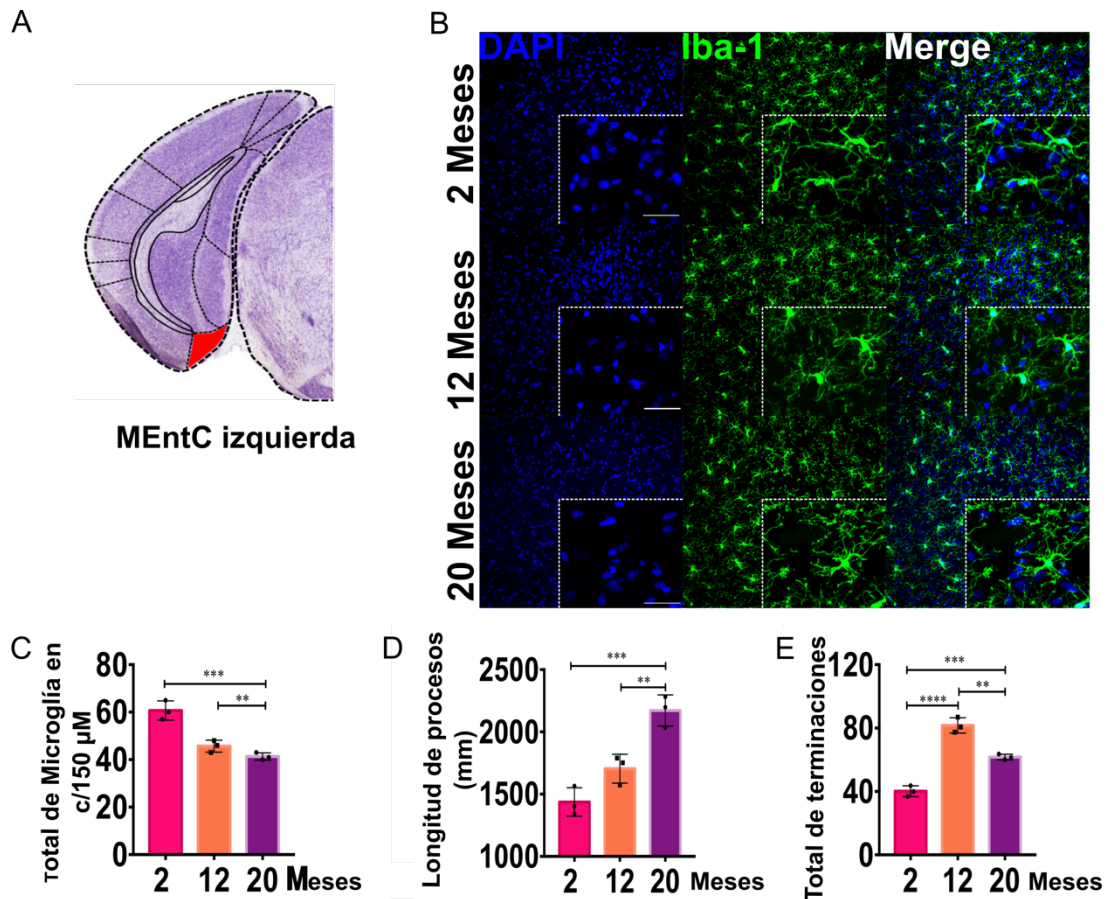 A
MEntC izquierda
B
DAPI
Iba-1
Merge
2 Meses
12 Meses
20 Meses
C
Total de Microglía en
c/150 µM
80
60
40
20
0
***
**
2
12
20
Meses
D
Longitud de procesos
(mm)
2500
2000
1500
1000
***
**
2
12
20
Meses
E
Total de terminaciones
120
80
40
0
***
****
**
2
12
20
Meses